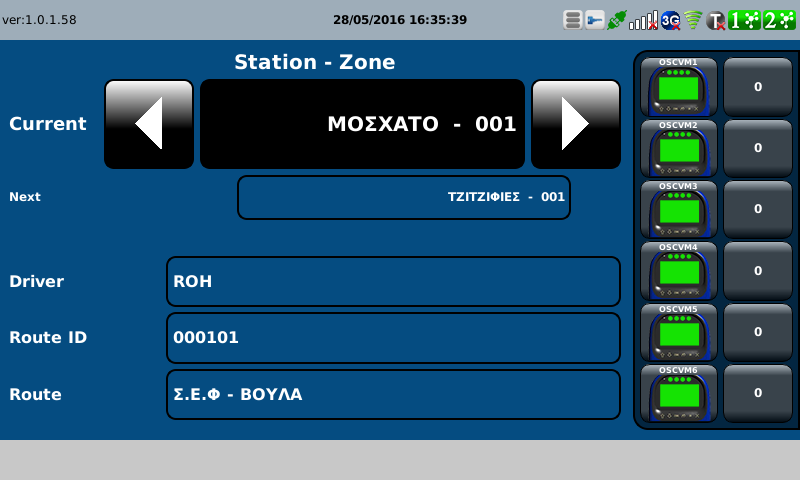 ver:1.0.1.58 28/05/2016 16:35:39 3G T 1 2
Station - Zone
Current ΜΟΣΧΑΤΟ - 001
Next ΤΖΙΤΖΙΦΙΕΣ - 001
Driver ROH
Route ID 000101
Route Σ.Ε.Φ - ΒΟΥΛΑ
OSCVM1 0
OSCVM2 0
OSCVM3 0
OSCVM4 0
OSCVM5 0
OSCVM6 0